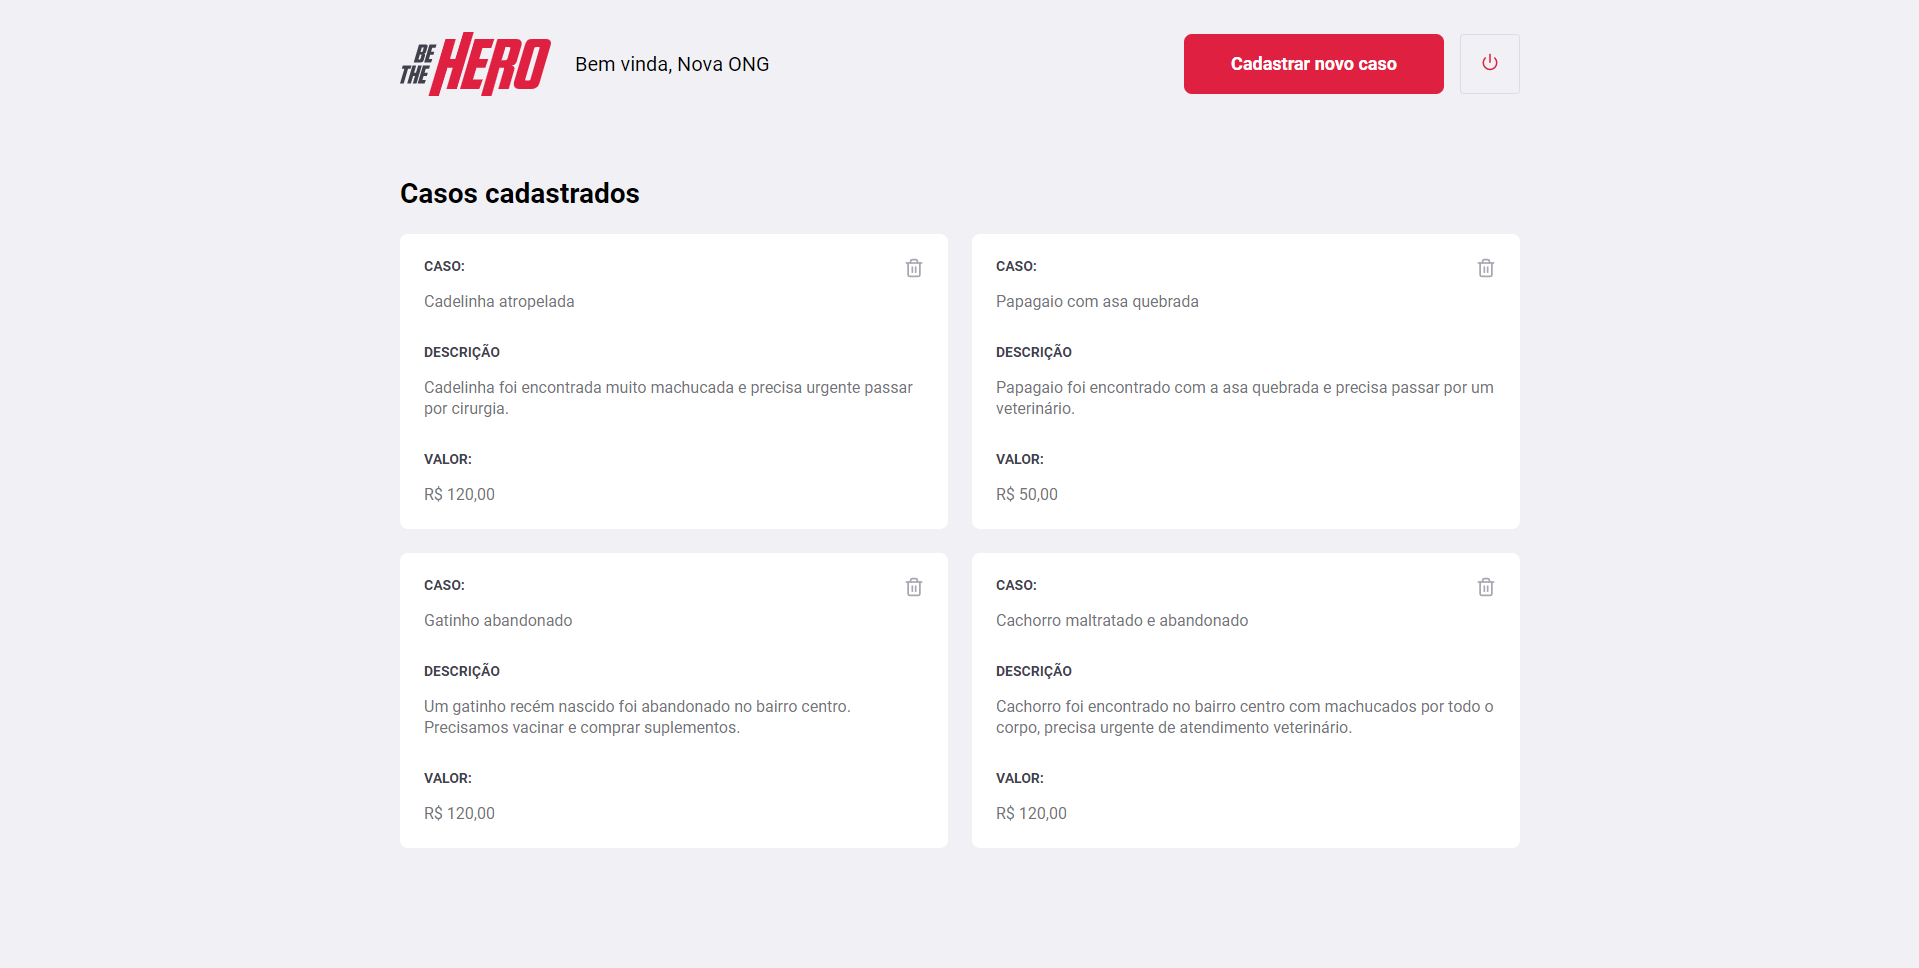 BE THE HERO
Bem vinda, Nova ONG
Cadastrar novo caso
Casos cadastrados
CASO:
Cadelinha atropelada
DESCRIÇÃO
Cadelinha foi encontrada muito machucada e precisa urgente passar
por cirurgia.
VALOR:
R$ 120,00
CASO:
Papagaio com asa quebrada
DESCRIÇÃO
Papagaio foi encontrado com a asa quebrada e precisa passar por um
veterinário.
VALOR:
R$ 50,00
CASO:
Gatinho abandonado
DESCRIÇÃO
Um gatinho recém nascido foi abandonado no bairro centro.
Precisamos vacinar e comprar suplementos.
VALOR:
R$ 120,00
CASO:
Cachorro maltratado e abandonado
DESCRIÇÃO
Cachorro foi encontrado no bairro centro com machucados por todo o
corpo, precisa urgente de atendimento veterinário.
VALOR:
R$ 120,00